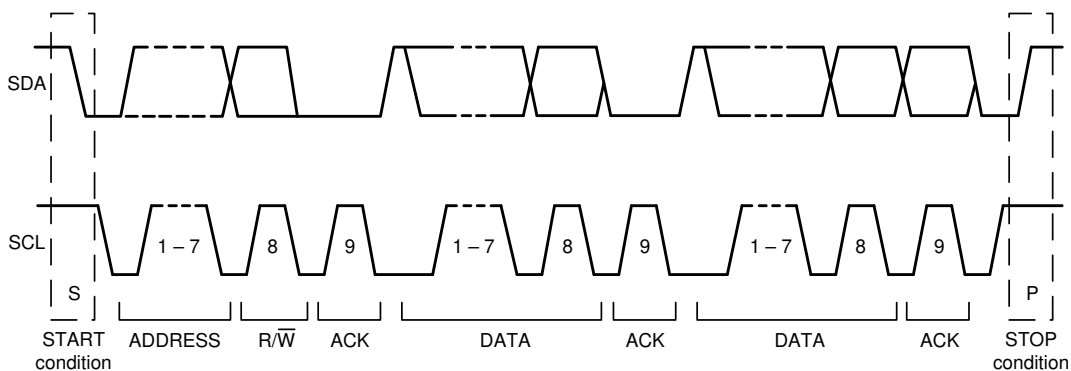 SDA
SCL
1 – 7 8 9 1 – 7 8 9 1 – 7 8 9
S P
START ADDRESS R/W̅ ACK DATA ACK DATA ACK STOP
condition condition